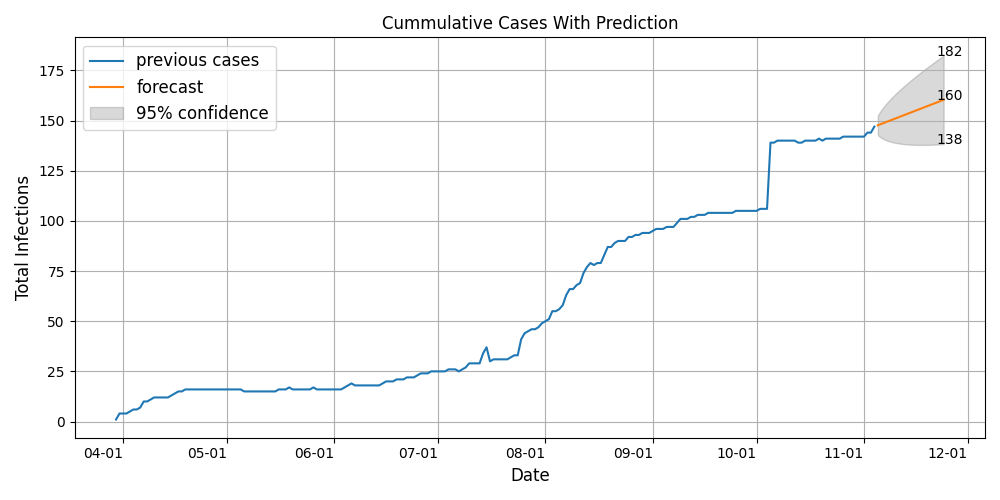 Cummulative Cases With Prediction
previous cases
forecast
95% confidence
182
160
138
175
150
125
100
75
50
25
0
Total Infections
04-01 05-01 06-01 07-01 08-01 09-01 10-01 11-01 12-01
Date